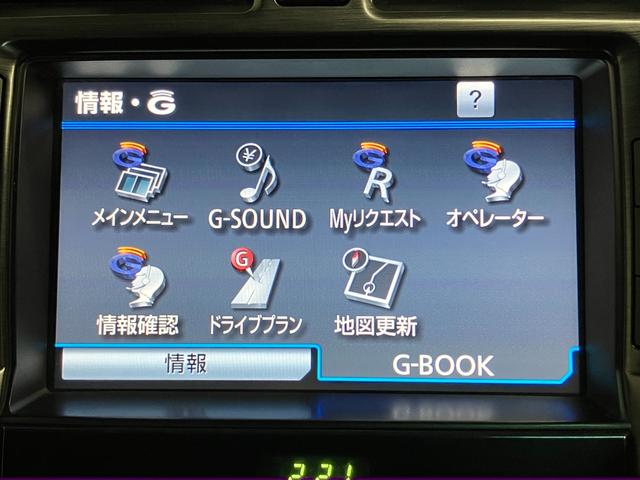 情報・G
?
メインメニュー G-SOUND Myリクエスト オペレーター
情報確認 ドライブプラン 地図更新
情報 G-BOOK
2:21